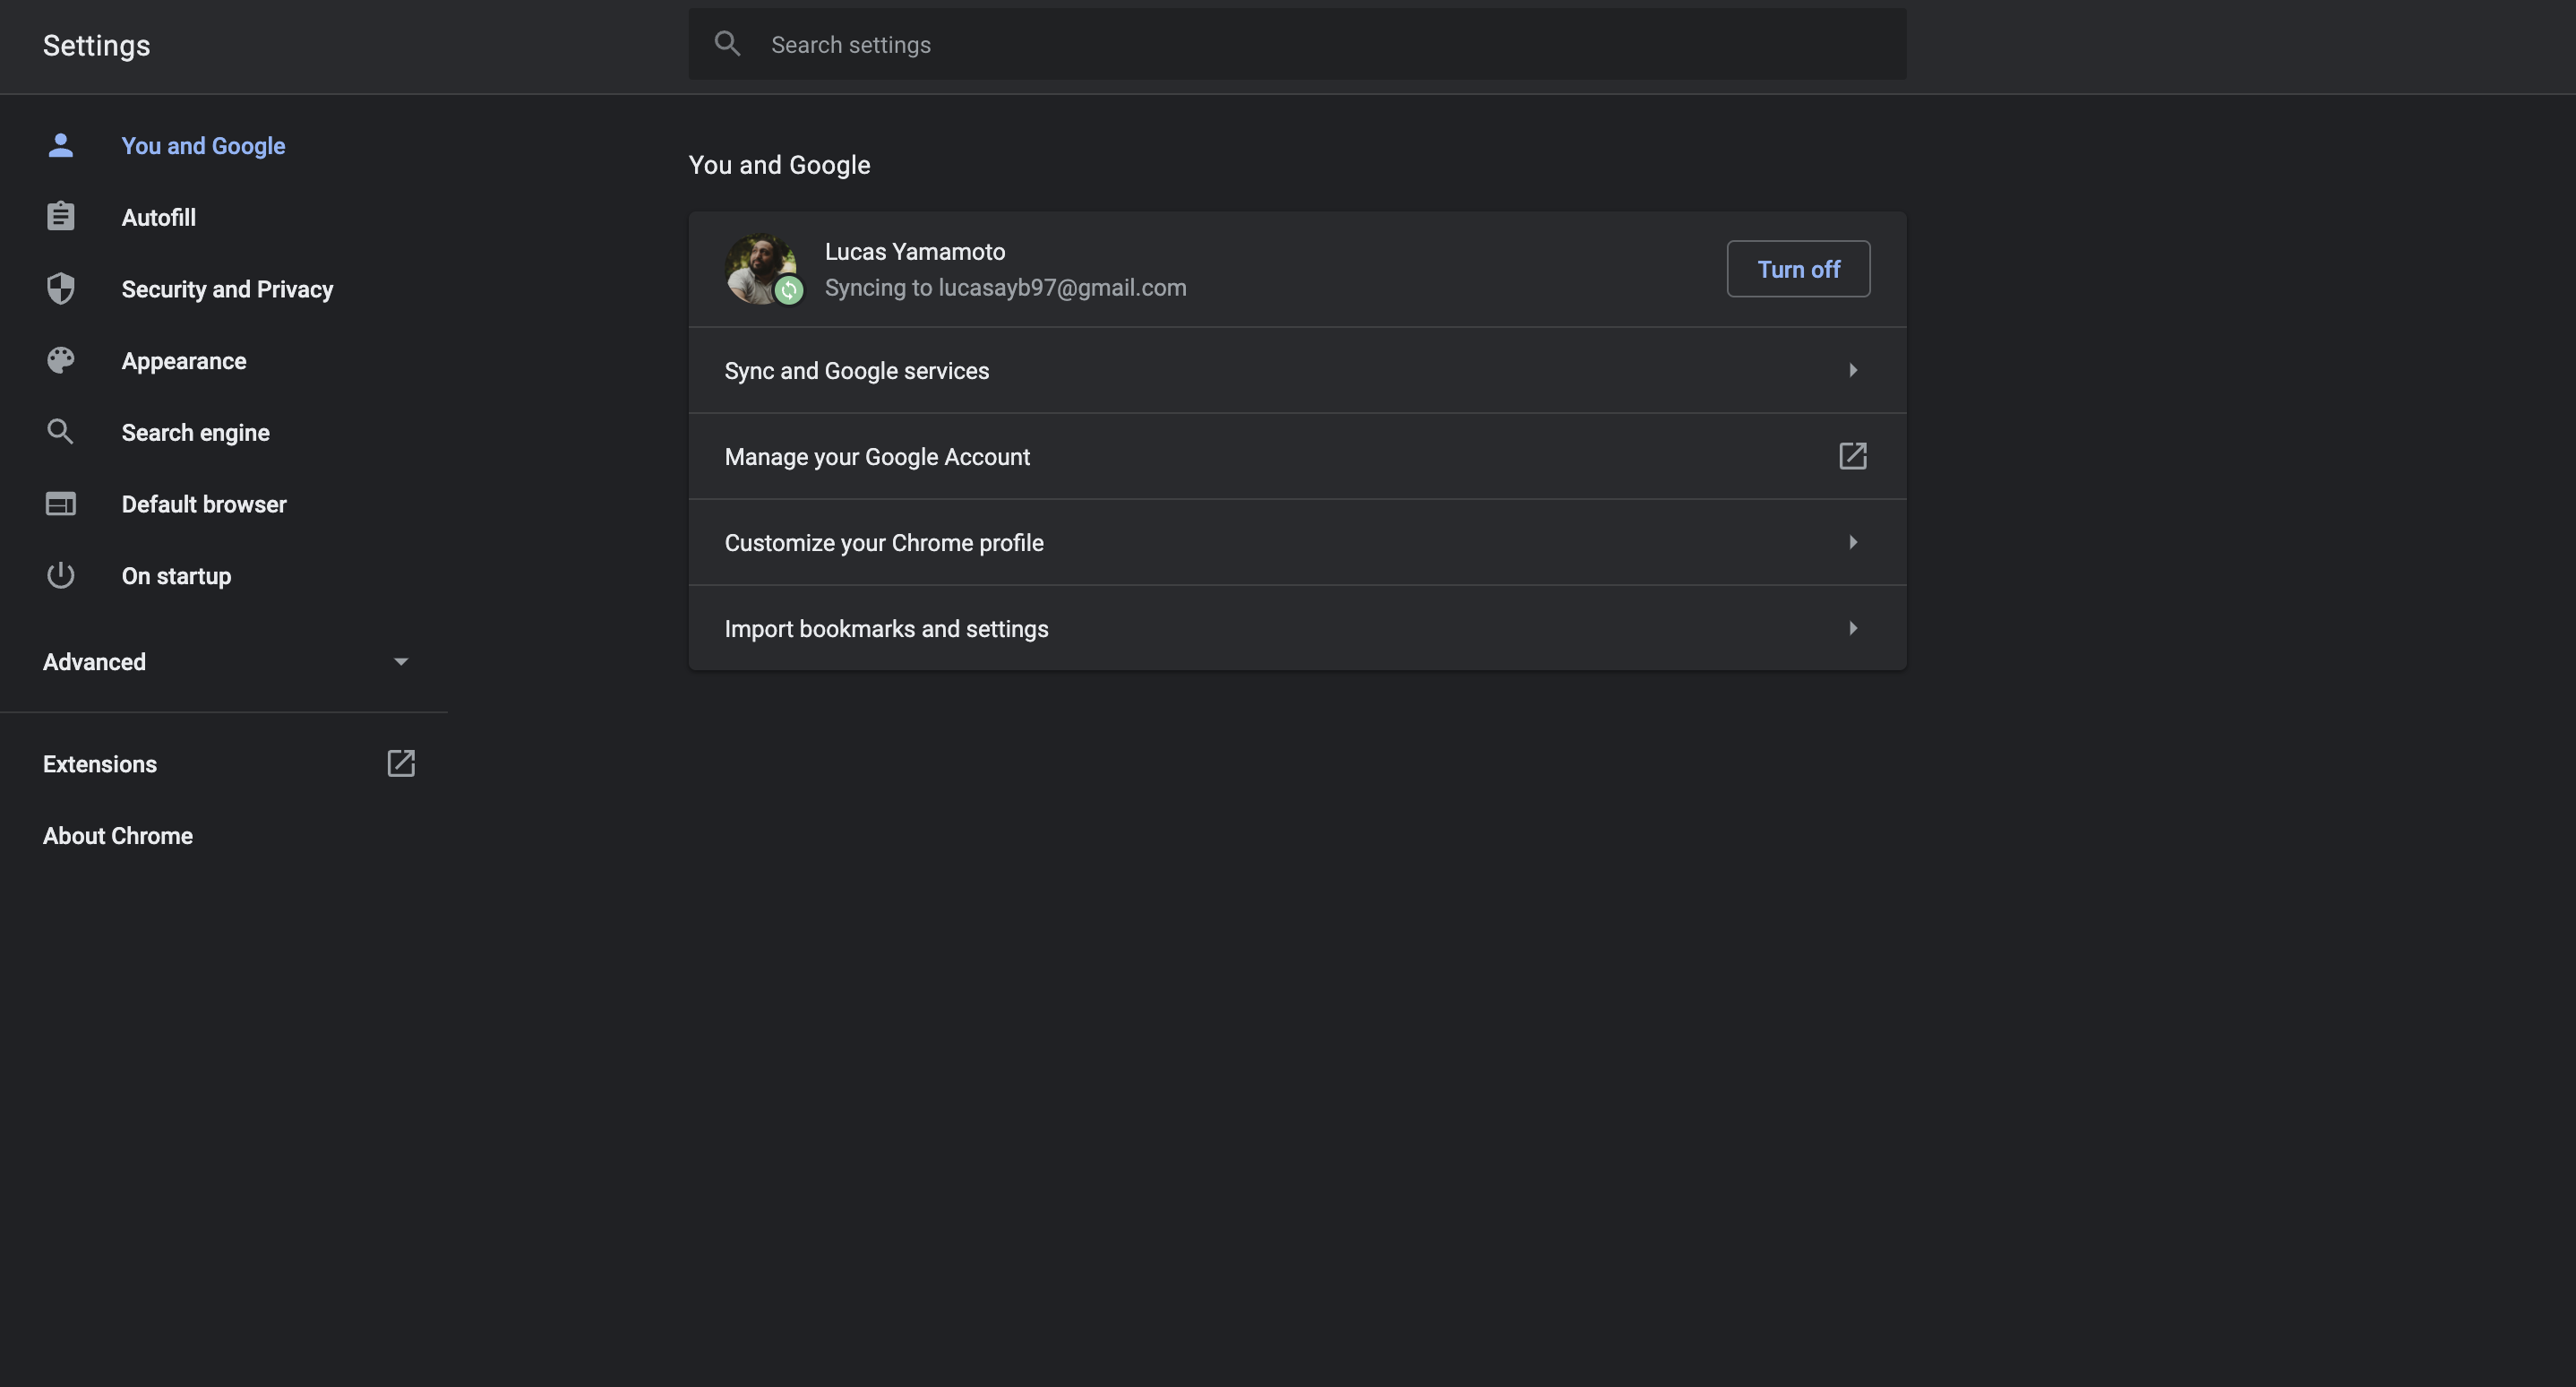 Settings
Search settings
You and Google
Autofill
Security and Privacy
Appearance
Search engine
Default browser
On startup
Advanced
Extensions
About Chrome
You and Google
Lucas Yamamoto
Syncing to lucasayb97@gmail.com
Turn off
Sync and Google services
Manage your Google Account
Customize your Chrome profile
Import bookmarks and settings